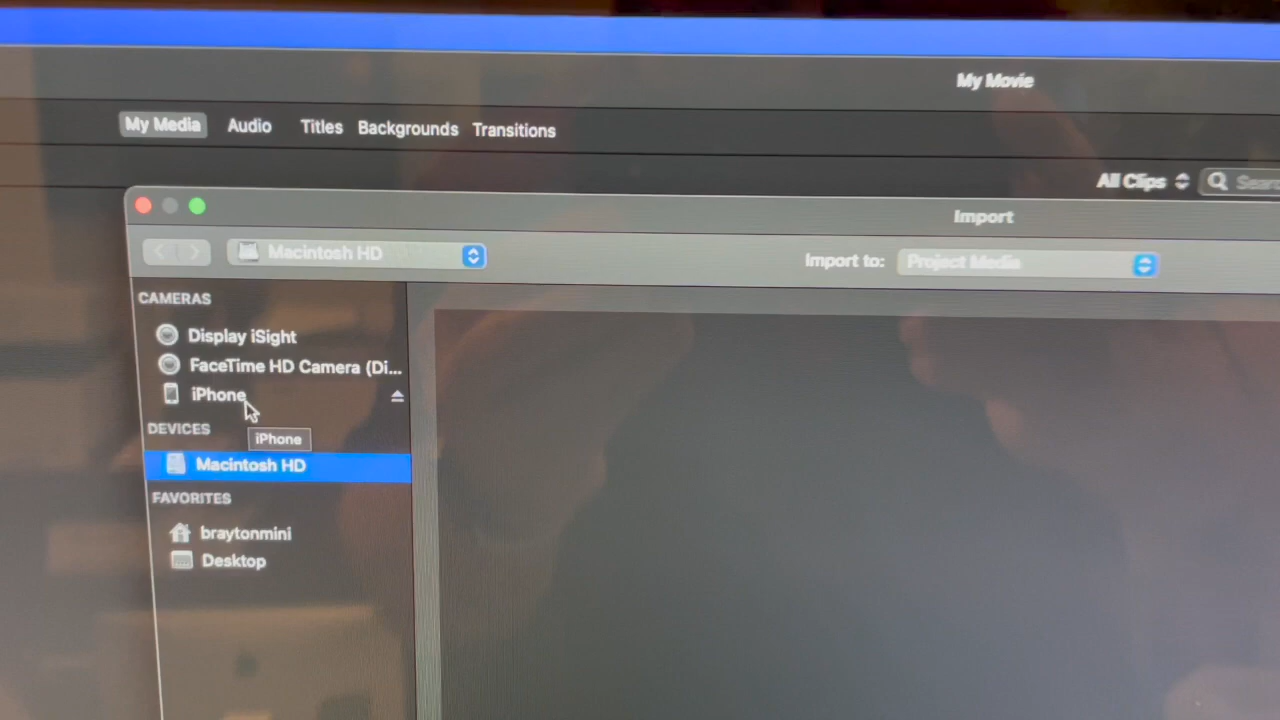 My Movie
My Media Audio Titles Backgrounds Transitions
All Clips
Import
Macintosh HD Import to: Project Media
CAMERAS
Display iSight
FaceTime HD Camera (Di...
iPhone
DEVICES
iPhone
Macintosh HD
FAVORITES
braytonmini
Desktop